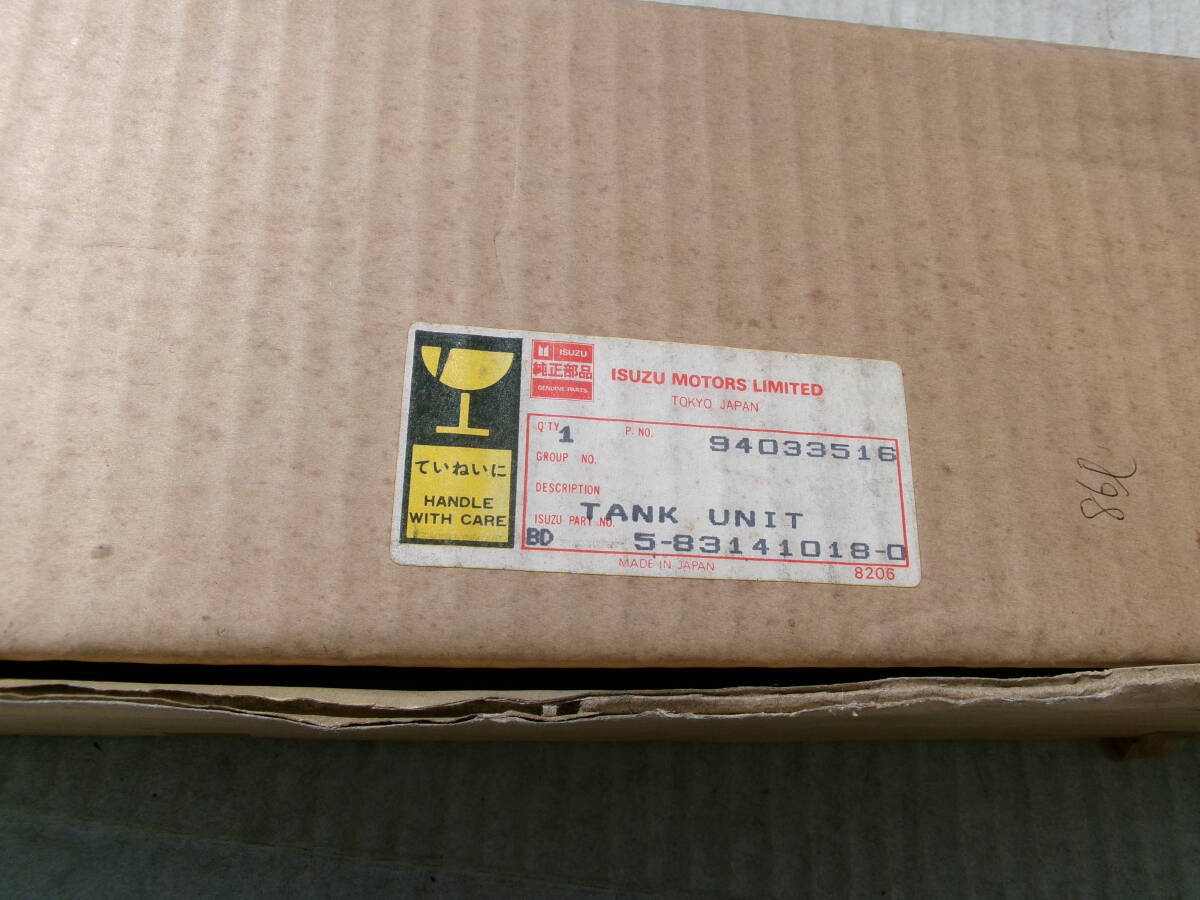 ていねいに
HANDLE
WITH CARE
ISUZU
純正部品
GENUINE PARTS
ISUZU MOTORS LIMITED
TOKYO JAPAN
Q'TY 1 P. NO. 94033516
GROUP NO.
DESCRIPTION
TANK UNIT
ISUZU PART NO.
BD 5-83141018-0
MADE IN JAPAN
8206